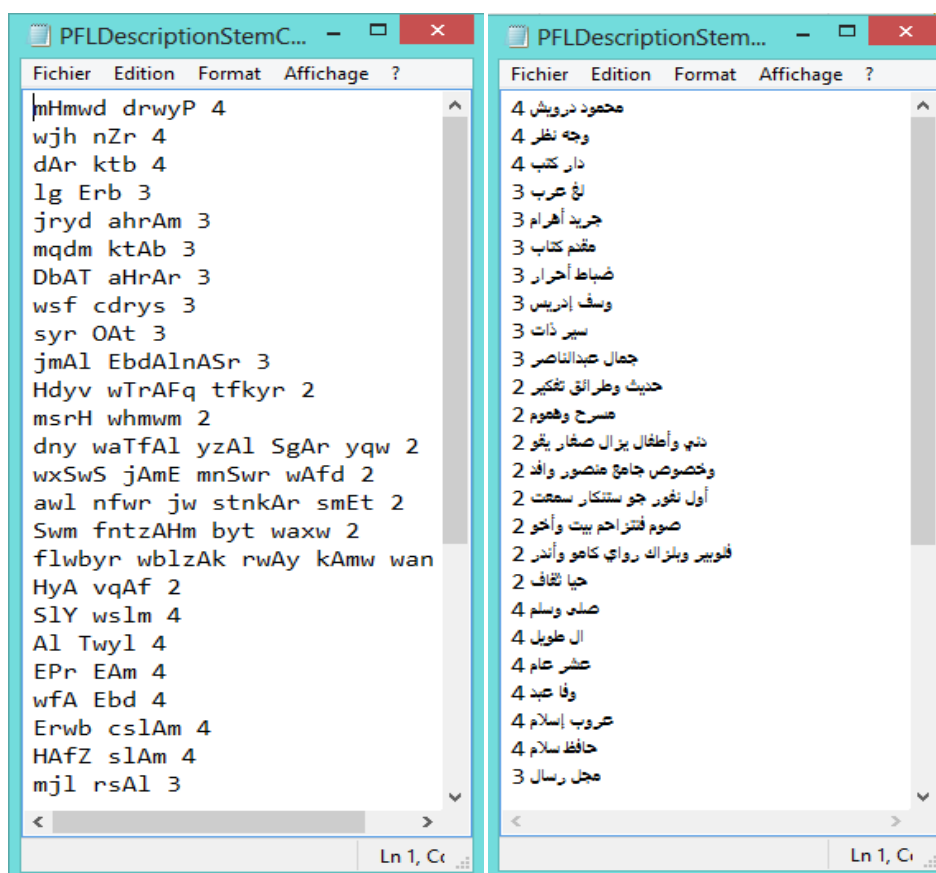 PFLDescriptionStemC...
Fichier Edition Format Affichage ?
mHmwd drwyP 4
wjh nZr 4
dAr ktb 4
lg Erb 3
jryd ahrAm 3
mqdm ktAb 3
DbAT aHrAr 3
wsf cdrys 3
syr OAt 3
jmAl EbdAlnASr 3
Hdyv wTrAFq tfkyr 2
msrH whmwm 2
dny waTfAl yzAl SgAr yqw 2
wxSwS jAmE mnSwr wAfd 2
awl nfwr jw stnkAr smEt 2
Swm fntzAHm byt waxw 2
flwbyr wblzAk rwAy kAmw wan
HyA vqAf 2
SlY wslm 4
Al Twyl 4
EPr EAm 4
wfA Ebd 4
Erwb cslAm 4
HAfZ slAm 4
mjl rsAl 3
Ln 1, Cc
PFLDescriptionStem...
Fichier Edition Format Affichage ?
محمود درويش 4
وجه نظر 4
دار كتب 4
لغ عرب 3
جريد أهرام 3
مقدم كتاب 3
ضباط أحرار 3
وسف إدريس 3
سير ذات 3
جمال عبدالناصر 3
حديث وطرائق تفكير 2
مسرح وهموم 2
دني وأطفال يزال صغار يقو 2
وخصوص جامع منصور وافد 2
أول نفور جو ستنكار سمعت 2
صوم فنتزاهم بيت وأخو 2
فلوبير وبلزاك رواي كامو وأندر 2
حيا ثقاف 2
صلى وسلم 4
ال طويل 4
عشر عام 4
وفا عبد 4
عروب إسلام 4
حافظ سلام 4
مجل رسال 3
Ln 1, C